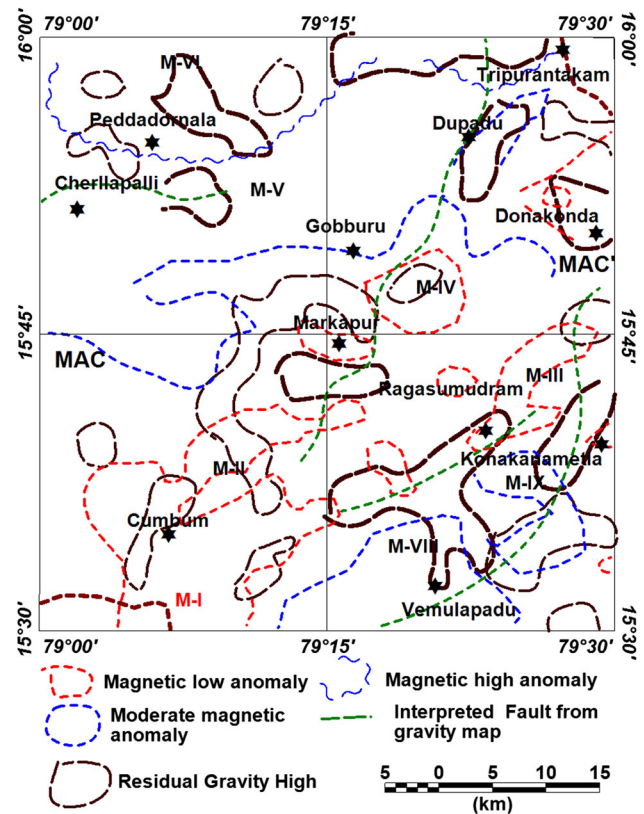 79°00' 79°15' 79°30'
16°00'
16°00'
M-VI
Tripurantakam
Peddadornala
Dupadu
Cherllapalli
M-V
Donakonda
Gobburu
MAC'
M-IV
Markapur
15°45'
15°45'
MAC
Ragasumudram
M-III
M-II
Konakanametla
M-IX
Cumbum
M-VIII
M-I
Vemulapadu
15°30'
15°30'
79°00' 79°15' 79°30'
Magnetic low anomaly
Magnetic high anomaly
Moderate magnetic
anomaly
Interpreted Fault from
gravity map
Residual Gravity High
5 0 5 10 15
(km)